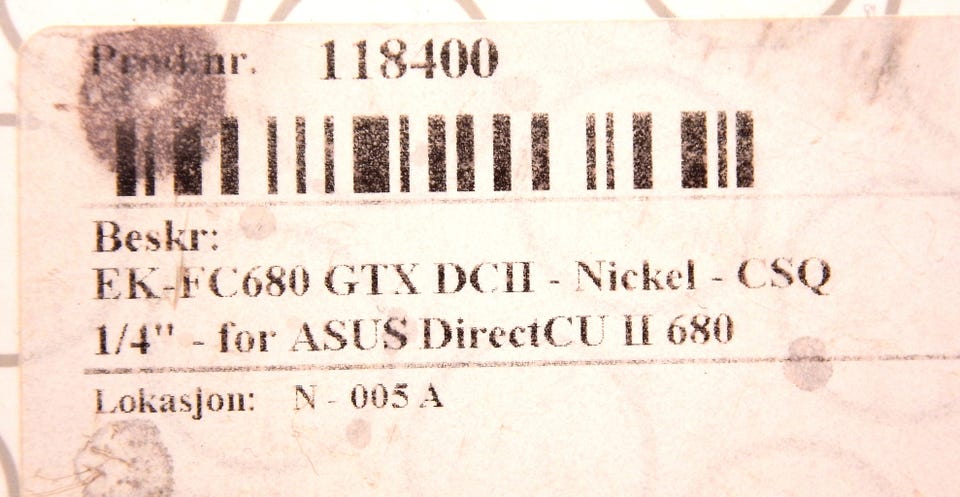 Prod.nr. 118400
Beskr:
EK-FC680 GTX DCII - Nickel - CSQ
1/4" - for ASUS DirectCU II 680
Lokasjon: N - 005 A